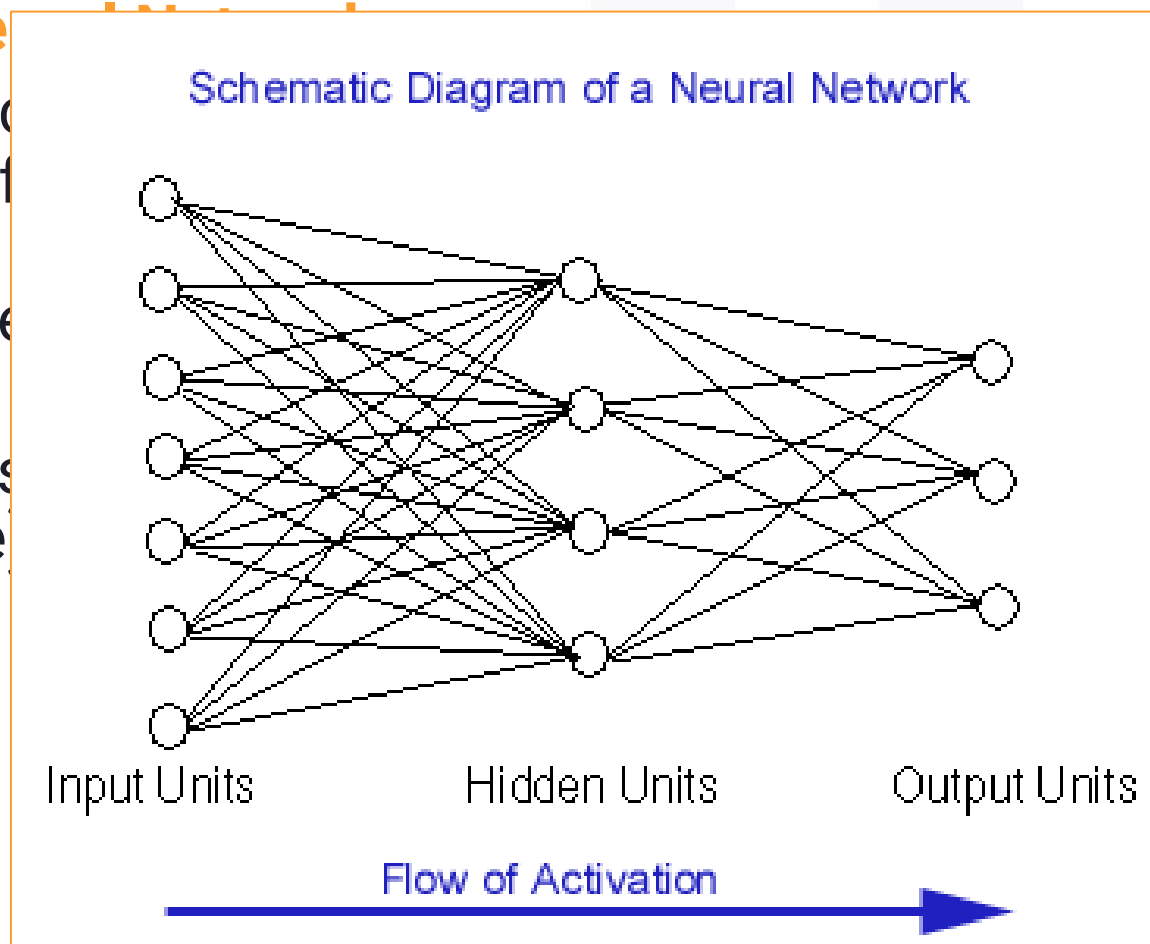 Schematic Diagram of a Neural Network
Input Units Hidden Units Output Units
Flow of Activation